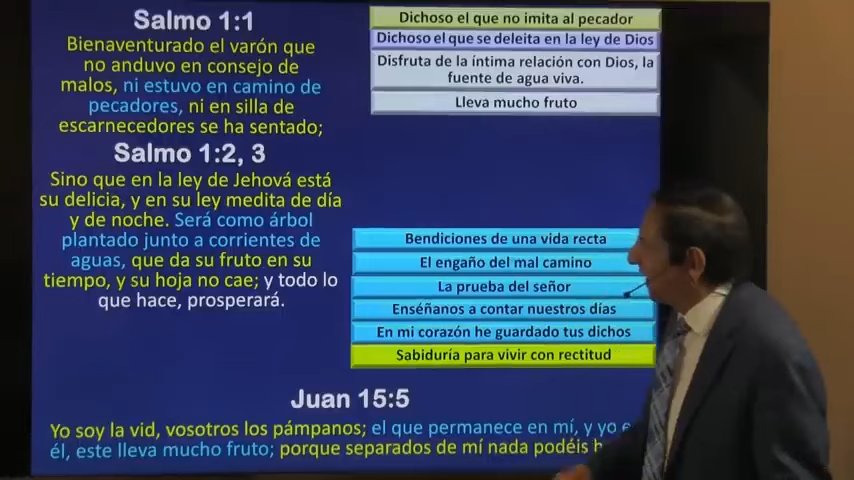 Salmo 1:1
Bienaventurado el varón que
no anduvo en consejo de
malos, ni estuvo en camino de
pecadores, ni en silla de
escarnecedores se ha sentado;
Salmo 1:2, 3
Sino que en la ley de Jehová está
su delicia, y en su ley medita de día
y de noche. Será como árbol
plantado junto a corrientes de
aguas, que da su fruto en su
tiempo, y su hoja no cae; y todo lo
que hace, prosperará.
Dichoso el que no imita al pecador
Dichoso el que se deleita en la ley de Dios
Disfruta de la íntima relación con Dios, la
fuente de agua viva.
Lleva mucho fruto
Bendiciones de una vida recta
El engaño del mal camino
La prueba del señor
Enséñanos a contar nuestros días
En mi corazón he guardado tus dichos
Sabiduría para vivir con rectitud
Juan 15:5
Yo soy la vid, vosotros los pámpanos; el que permanece en mí, y yo
él, este lleva mucho fruto; porque separados de mí nada podéis